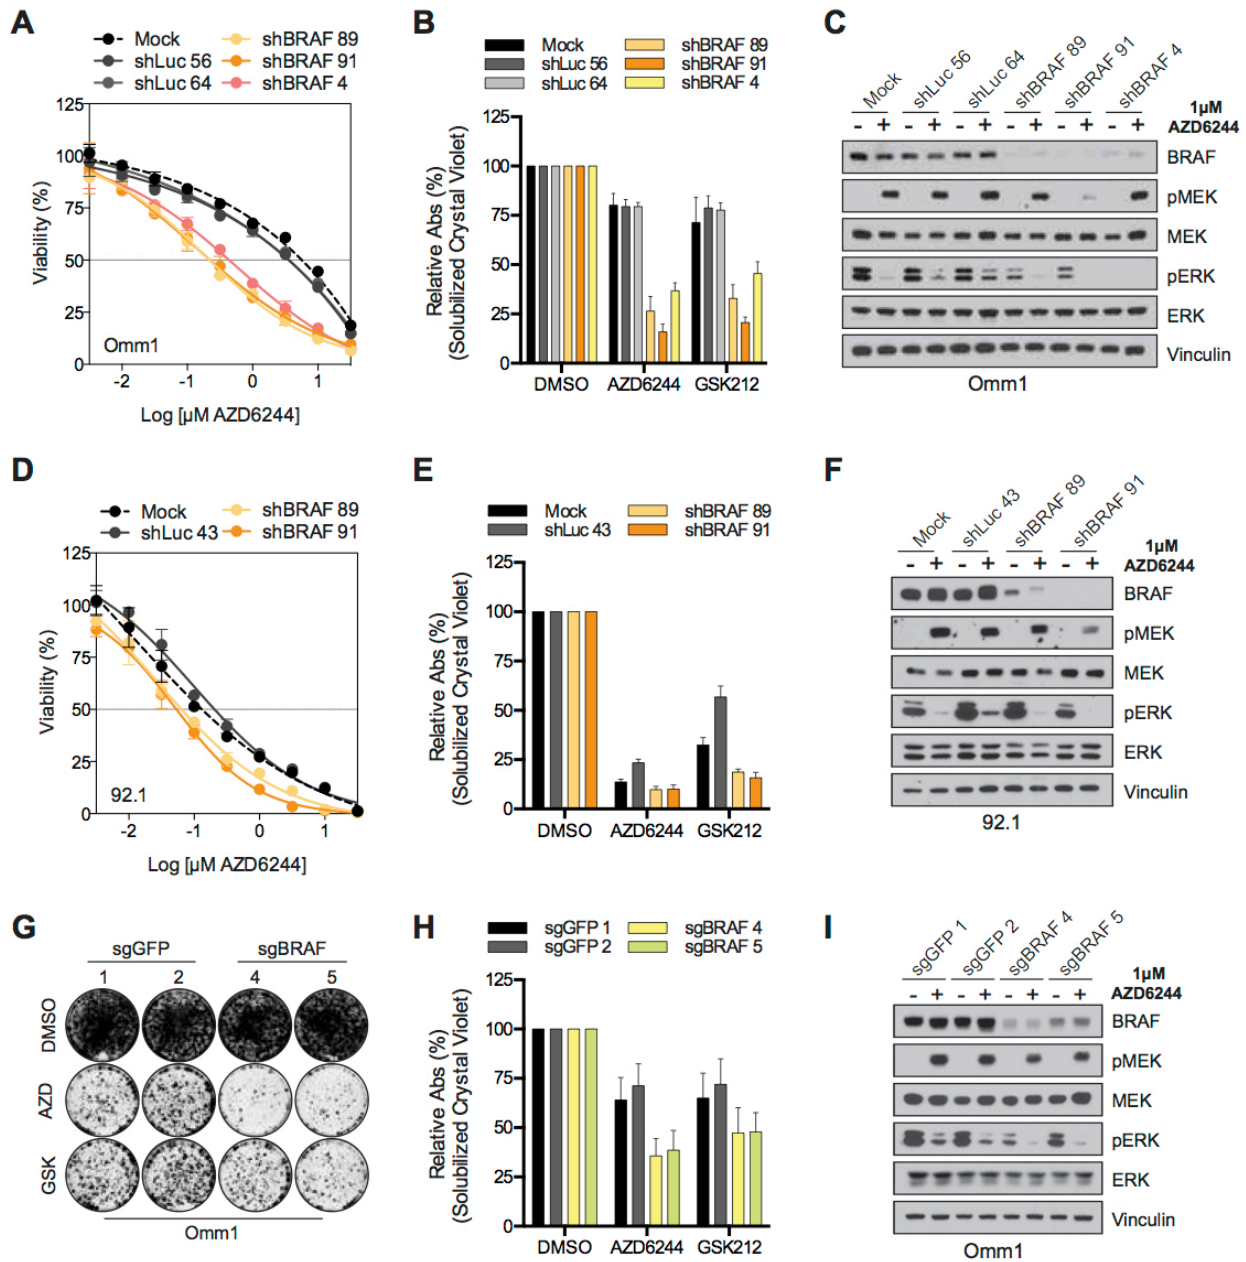 A
Mock
shBRAF 89
shLuc 56
shBRAF 91
shLuc 64
shBRAF 4
125
100
75
50
25
0
Viability (%)
Omm1
-2 -1 0 1
Log [µM AZD6244]
B
Mock
shBRAF 89
shLuc 56
shBRAF 91
shLuc 64
shBRAF 4
125
100
75
50
25
0
Relative Abs (%)
(Solubilized Crystal Violet)
DMSO AZD6244 GSK212
C
Mock shLuc 56 shLuc 64 shBRAF 89 shBRAF 91 shBRAF 4
1µM
- + - + - + - + - + - + AZD6244
BRAF
pMEK
MEK
pERK
ERK
Vinculin
Omm1
D
Mock
shBRAF 89
shLuc 43
shBRAF 91
125
100
75
50
25
0
Viability (%)
92.1
-2 -1 0 1
Log [µM AZD6244]
E
Mock
shBRAF 89
shLuc 43
shBRAF 91
125
100
75
50
25
0
Relative Abs (%)
(Solubilized Crystal Violet)
DMSO AZD6244 GSK212
F
Mock shLuc 43 shBRAF 89 shBRAF 91
1µM
- + - + - + - + AZD6244
BRAF
pMEK
MEK
pERK
ERK
Vinculin
92.1
G
sgGFP sgBRAF
1 2 4 5
DMSO
AZD
GSK
Omm1
H
sgGFP 1
sgBRAF 4
sgGFP 2
sgBRAF 5
125
100
75
50
25
0
Relative Abs (%)
(Solubilized Crystal Violet)
DMSO AZD6244 GSK212
I
sgGFP 1 sgGFP 2 sgBRAF 4 sgBRAF 5
1µM
- + - + - + - + AZD6244
BRAF
pMEK
MEK
pERK
ERK
Vinculin
Omm1